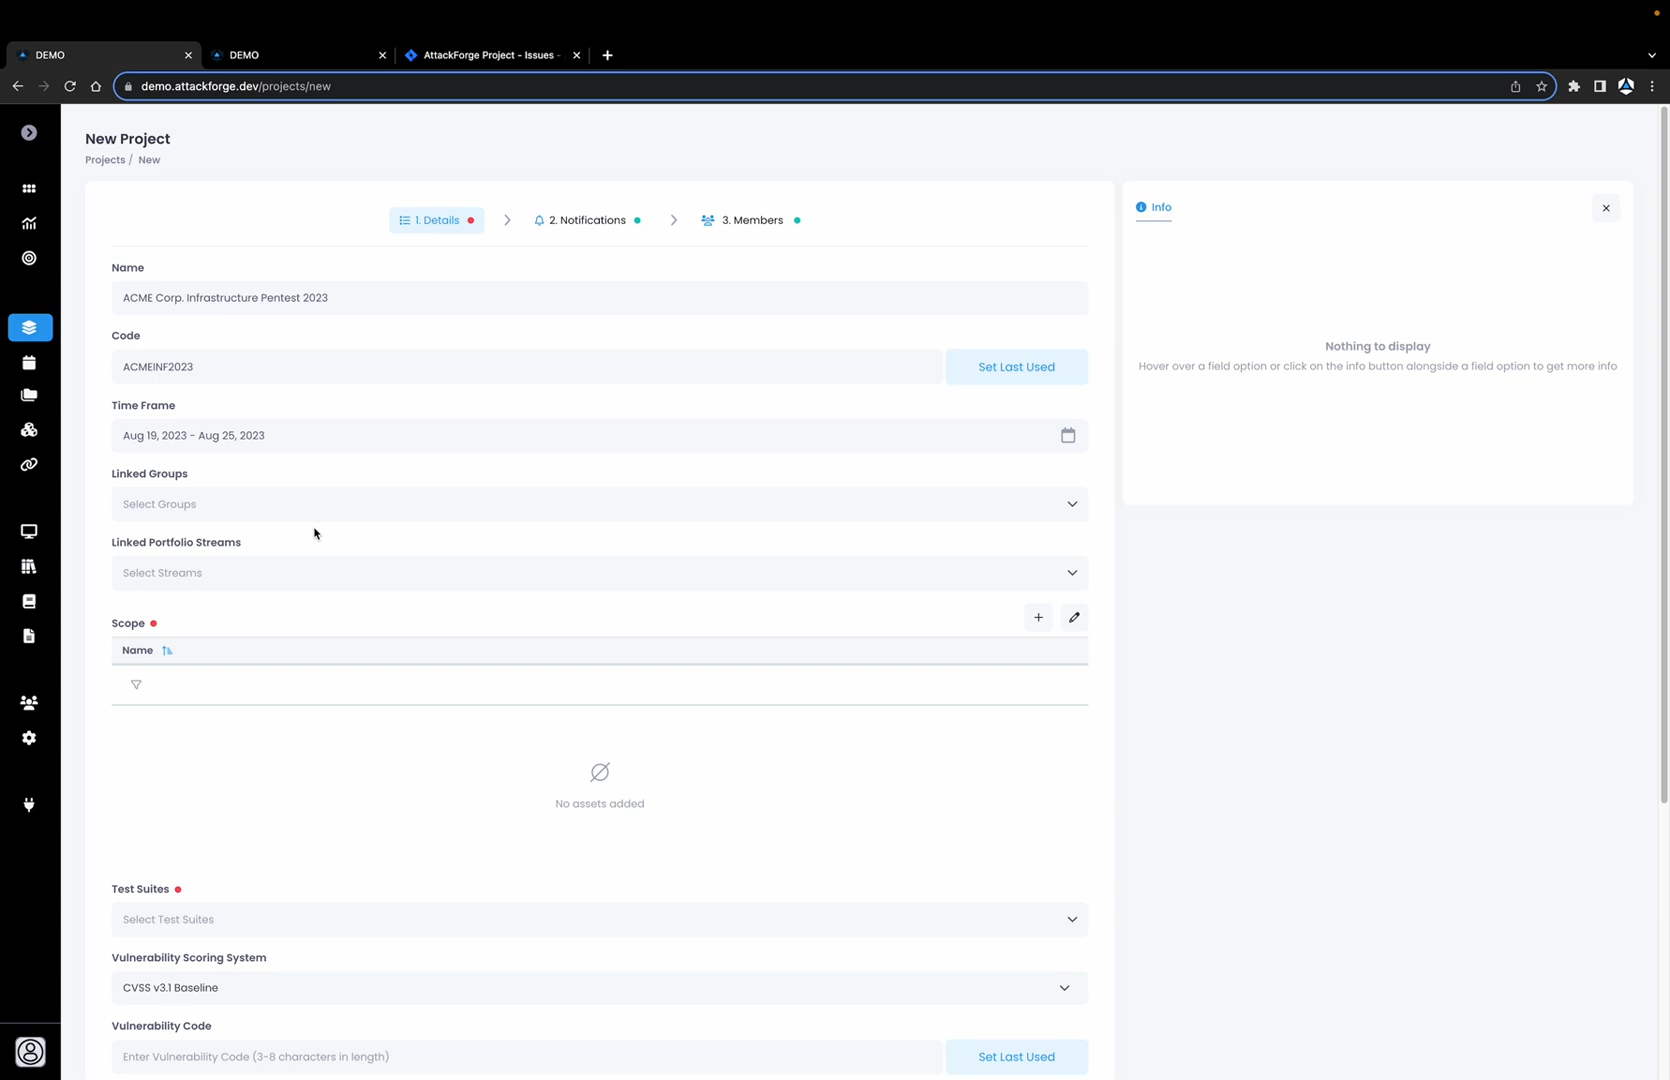 DEMO
DEMO
AttackForge Project - Issues -
demo.attackforge.dev/projects/new
New Project
Projects / New
1. Details
2. Notifications
3. Members
Info
Name
ACME Corp. Infrastructure Pentest 2023
Code
ACMEINF2023
Set Last Used
Time Frame
Aug 19, 2023 - Aug 25, 2023
Nothing to display
Hover over a field option or click on the info button alongside a field option to get more info
Linked Groups
Select Groups
Linked Portfolio Streams
Select Streams
Scope
Name
No assets added
Test Suites
Select Test Suites
Vulnerability Scoring System
CVSS v3.1 Baseline
Vulnerability Code
Enter Vulnerability Code (3-8 characters in length)
Set Last Used